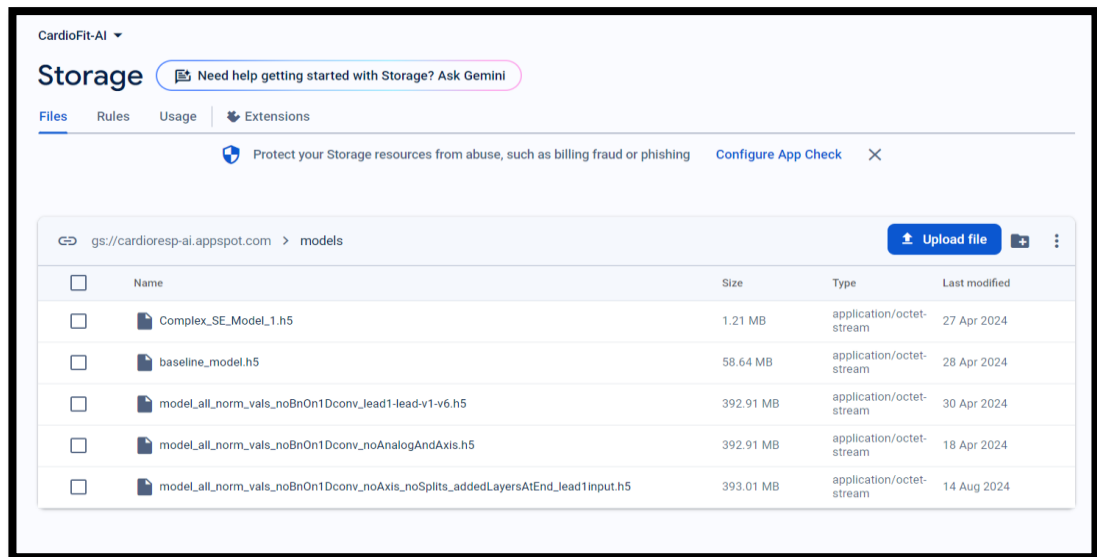 CardioFit-AI
Storage
Need help getting started with Storage? Ask Gemini
Files Rules Usage Extensions
Protect your Storage resources from abuse, such as billing fraud or phishing Configure App Check
gs://cardioresp-ai.appspot.com > models Upload file
Name Size Type Last modified
Complex_SE_Model_1.h5 1.21 MB application/octet-stream 27 Apr 2024
baseline_model.h5 58.64 MB application/octet-stream 28 Apr 2024
model_all_norm_vals_noBnOn1Dconv_lead1-lead-v1-v6.h5 392.91 MB application/octet-stream 30 Apr 2024
model_all_norm_vals_noBnOn1Dconv_noAnalogAndAxis.h5 392.91 MB application/octet-stream 18 Apr 2024
model_all_norm_vals_noBnOn1Dconv_noAxis_noSplits_addedLayersAtEnd_lead1input.h5 393.01 MB application/octet-stream 14 Aug 2024